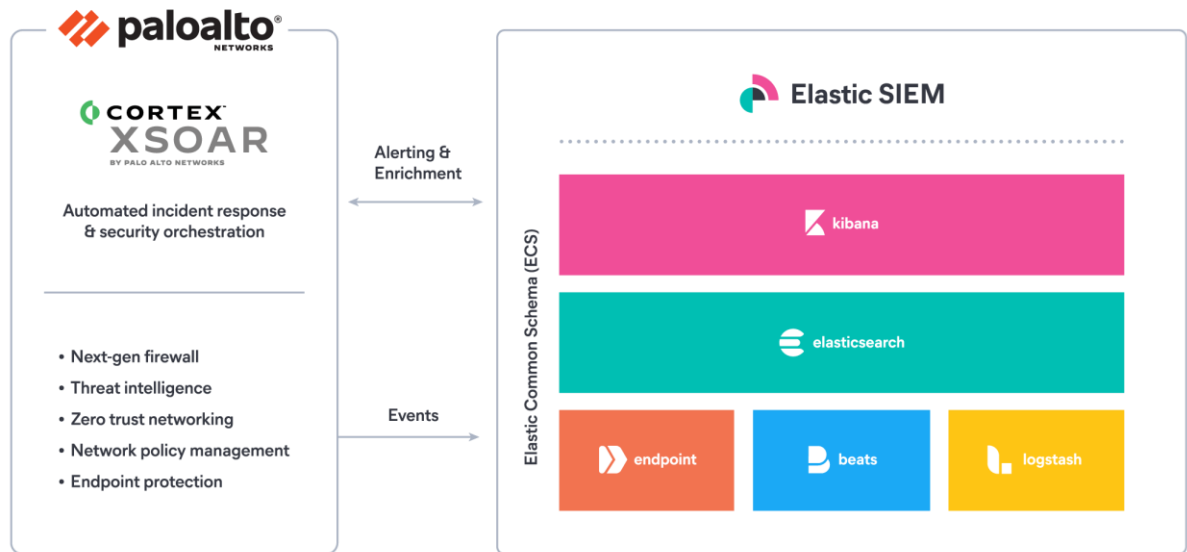 paloalto®
NETWORKS
CORTEX™
XSOAR
BY PALO ALTO NETWORKS
Automated incident response
& security orchestration
• Next-gen firewall
• Threat intelligence
• Zero trust networking
• Network policy management
• Endpoint protection
Alerting &
Enrichment
Events
Elastic SIEM
Elastic Common Schema (ECS)
kibana
elasticsearch
endpoint
beats
logstash